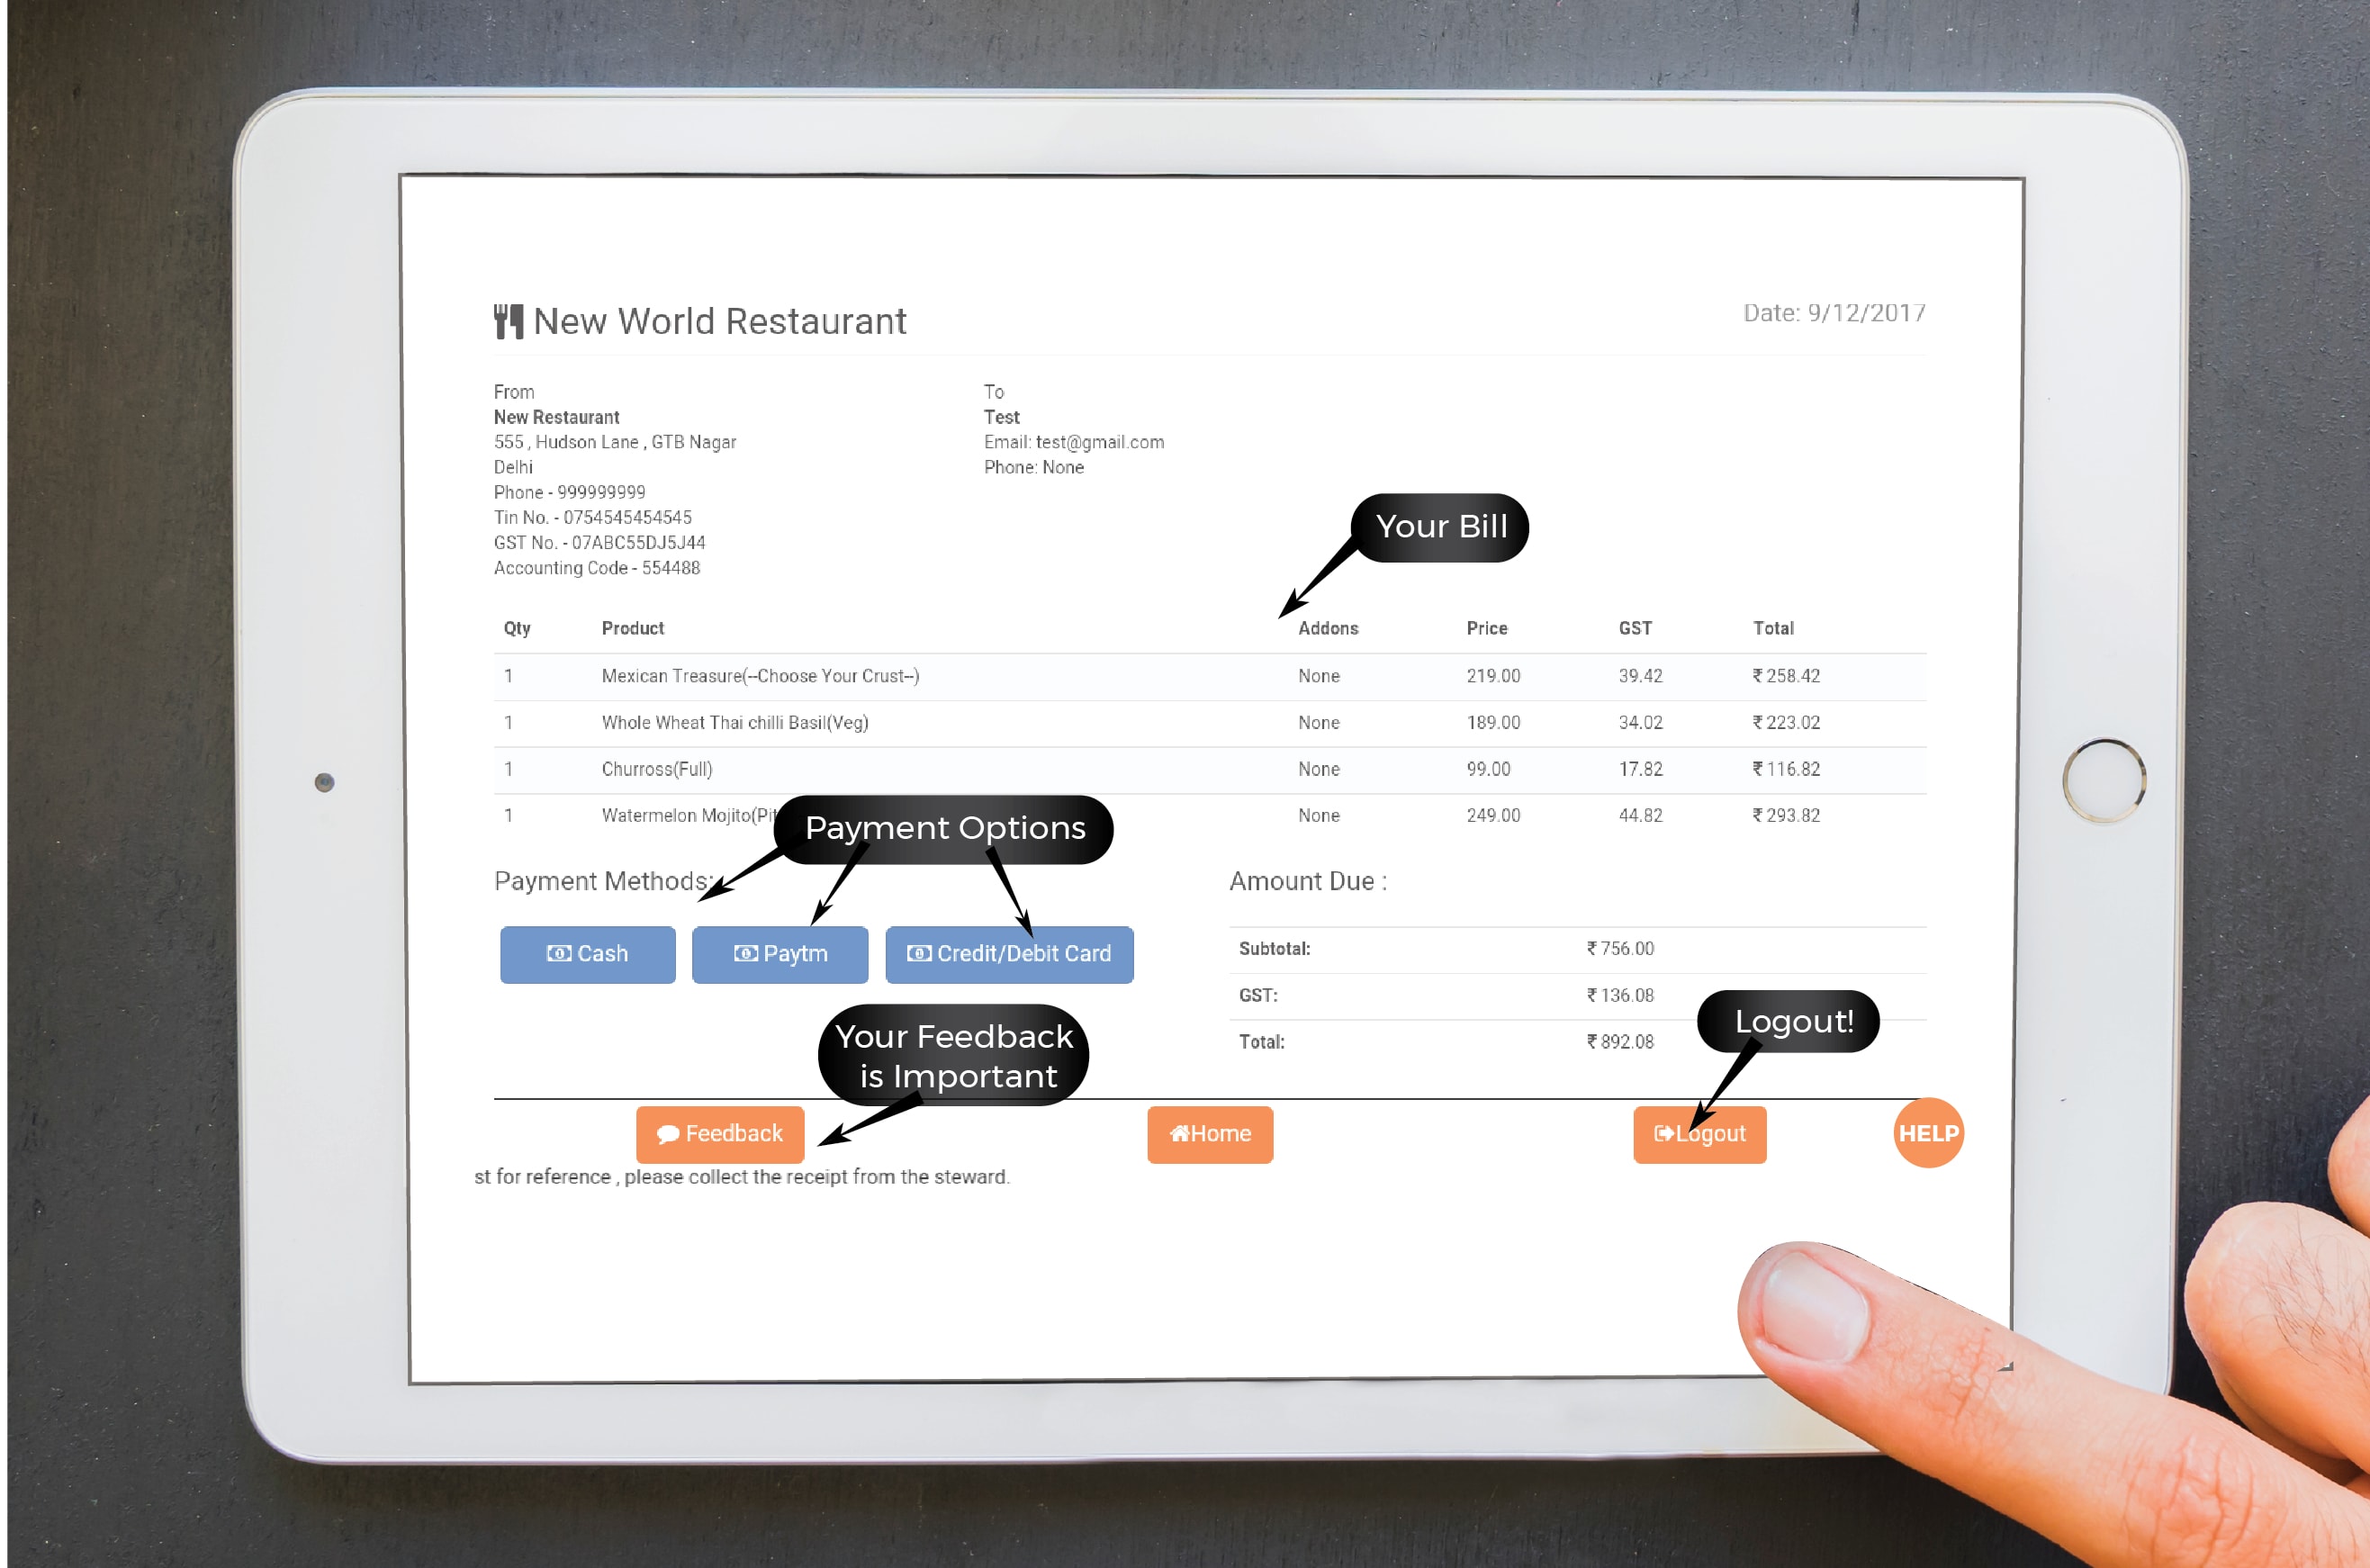 New World Restaurant
Date: 9/12/2017
From
New Restaurant
555 , Hudson Lane , GTB Nagar
Delhi
Phone - 999999999
Tin No. - 0754545454545
GST No. - 07ABC55DJ5J44
Accounting Code - 554488
To
Test
Email: test@gmail.com
Phone: None
Your Bill
Qty Product Addons Price GST Total
1 Mexican Treasure(--Choose Your Crust--) None 219.00 39.42 ₹ 258.42
1 Whole Wheat Thai chilli Basil(Veg) None 189.00 34.02 ₹ 223.02
1 Churross(Full) None 99.00 17.82 ₹ 116.82
1 Watermelon None 249.00 44.82 ₹ 293.82
Payment Options
Payment Methods:
Cash
Paytm
Credit/Debit Card
Amount Due :
Subtotal: ₹ 756.00
GST: ₹ 136.08
Total: ₹ 892.08
Your Feedback
is Important
Logout!
Feedback
Home
Logout
HELP
for reference , please collect the receipt from the steward.